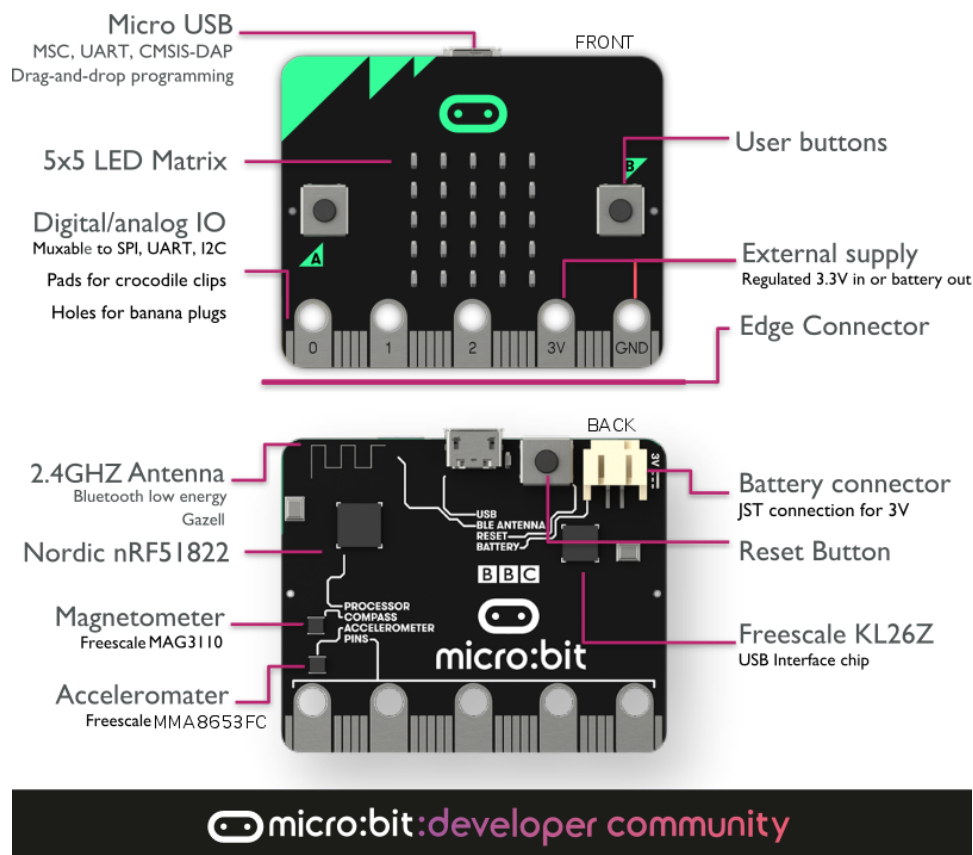 Micro USB
MSC, UART, CMSIS-DAP
Drag-and-drop programming
FRONT
5x5 LED Matrix
User buttons
B
Digital/analog IO
Muxable to SPI, UART, I2C
Pads for crocodile clips
Holes for banana plugs
A
External supply
Regulated 3.3V in or battery out
Edge Connector
0 1 2 3V GND
BACK
2.4GHZ Antenna
Bluetooth low energy
Gazell
3V
Battery connector
JST connection for 3V
USB
BLE ANTENNA
RESET
BATTERY
Nordic nRF51822
Reset Button
BBC
Magnetometer
Freescale MAG3110
PROCESSOR
COMPASS
ACCELEROMETER
PINS
micro:bit
Freescale KL26Z
USB Interface chip
Acceleromater
Freescale MMA8653FC
micro:bit:developer community